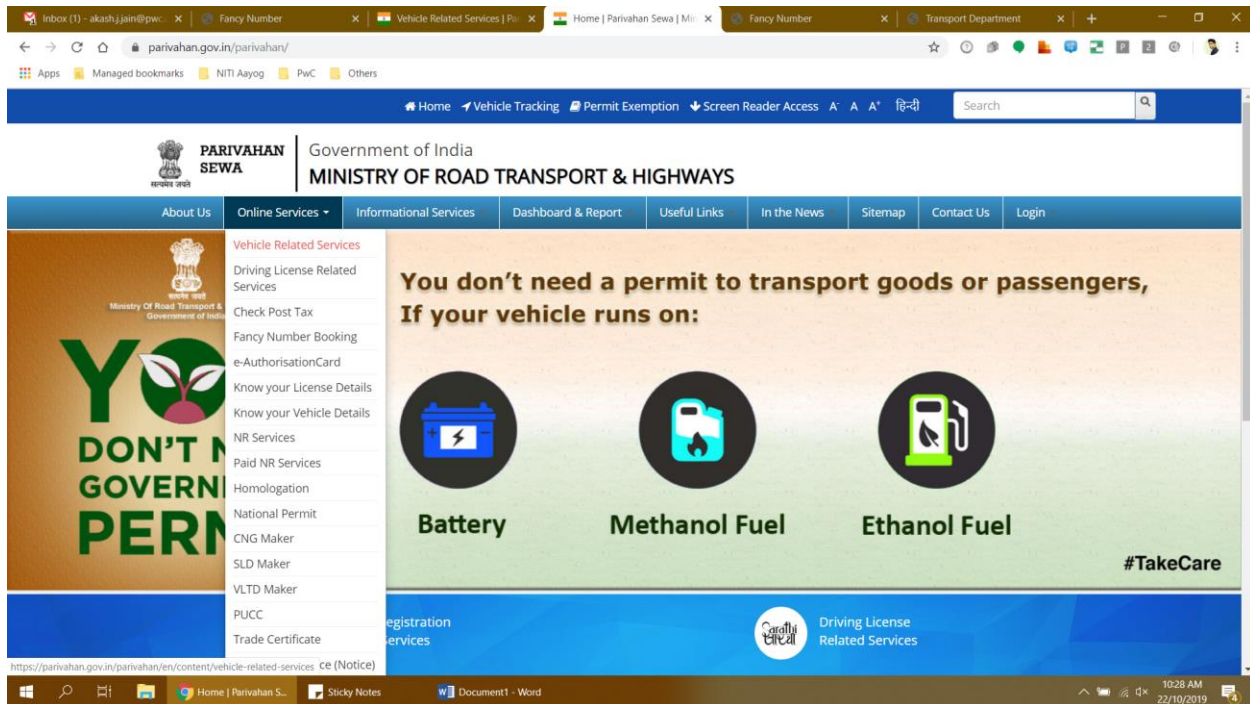 Inbox (1) - akash.j.jain@pwc.
Fancy Number
Vehicle Related Services | Par
Home | Parivahan Sewa | Min
Fancy Number
Transport Department
parivahan.gov.in/parivahan/
Apps
Managed bookmarks
NITI Aayog
PwC
Others
Home
Vehicle Tracking
Permit Exemption
Screen Reader Access
A-
A
A+
हिन्दी
Search
सत्यमेव जयते
PARIVAHAN
SEWA
Government of India
MINISTRY OF ROAD TRANSPORT & HIGHWAYS
About Us
Online Services
Informational Services
Dashboard & Report
Useful Links
In the News
Sitemap
Contact Us
Login
Ministry Of Road Transport &
Government of India
YO
DON'T N
GOVERN
PERM
Vehicle Related Services
Driving License Related
Services
Check Post Tax
Fancy Number Booking
e-AuthorisationCard
Know your License Details
Know your Vehicle Details
NR Services
Paid NR Services
Homologation
National Permit
CNG Maker
SLD Maker
VLTD Maker
PUCC
Trade Certificate
ce (Notice)
You don't need a permit to transport goods or passengers,
If your vehicle runs on:
Battery
Methanol Fuel
Ethanol Fuel
#TakeCare
egistration
ervices
Driving License
Related Services
https://parivahan.gov.in/parivahan/en/content/vehicle-related-services
Home | Parivahan S...
Sticky Notes
Document1 - Word
10:28 AM
22/10/2019
4